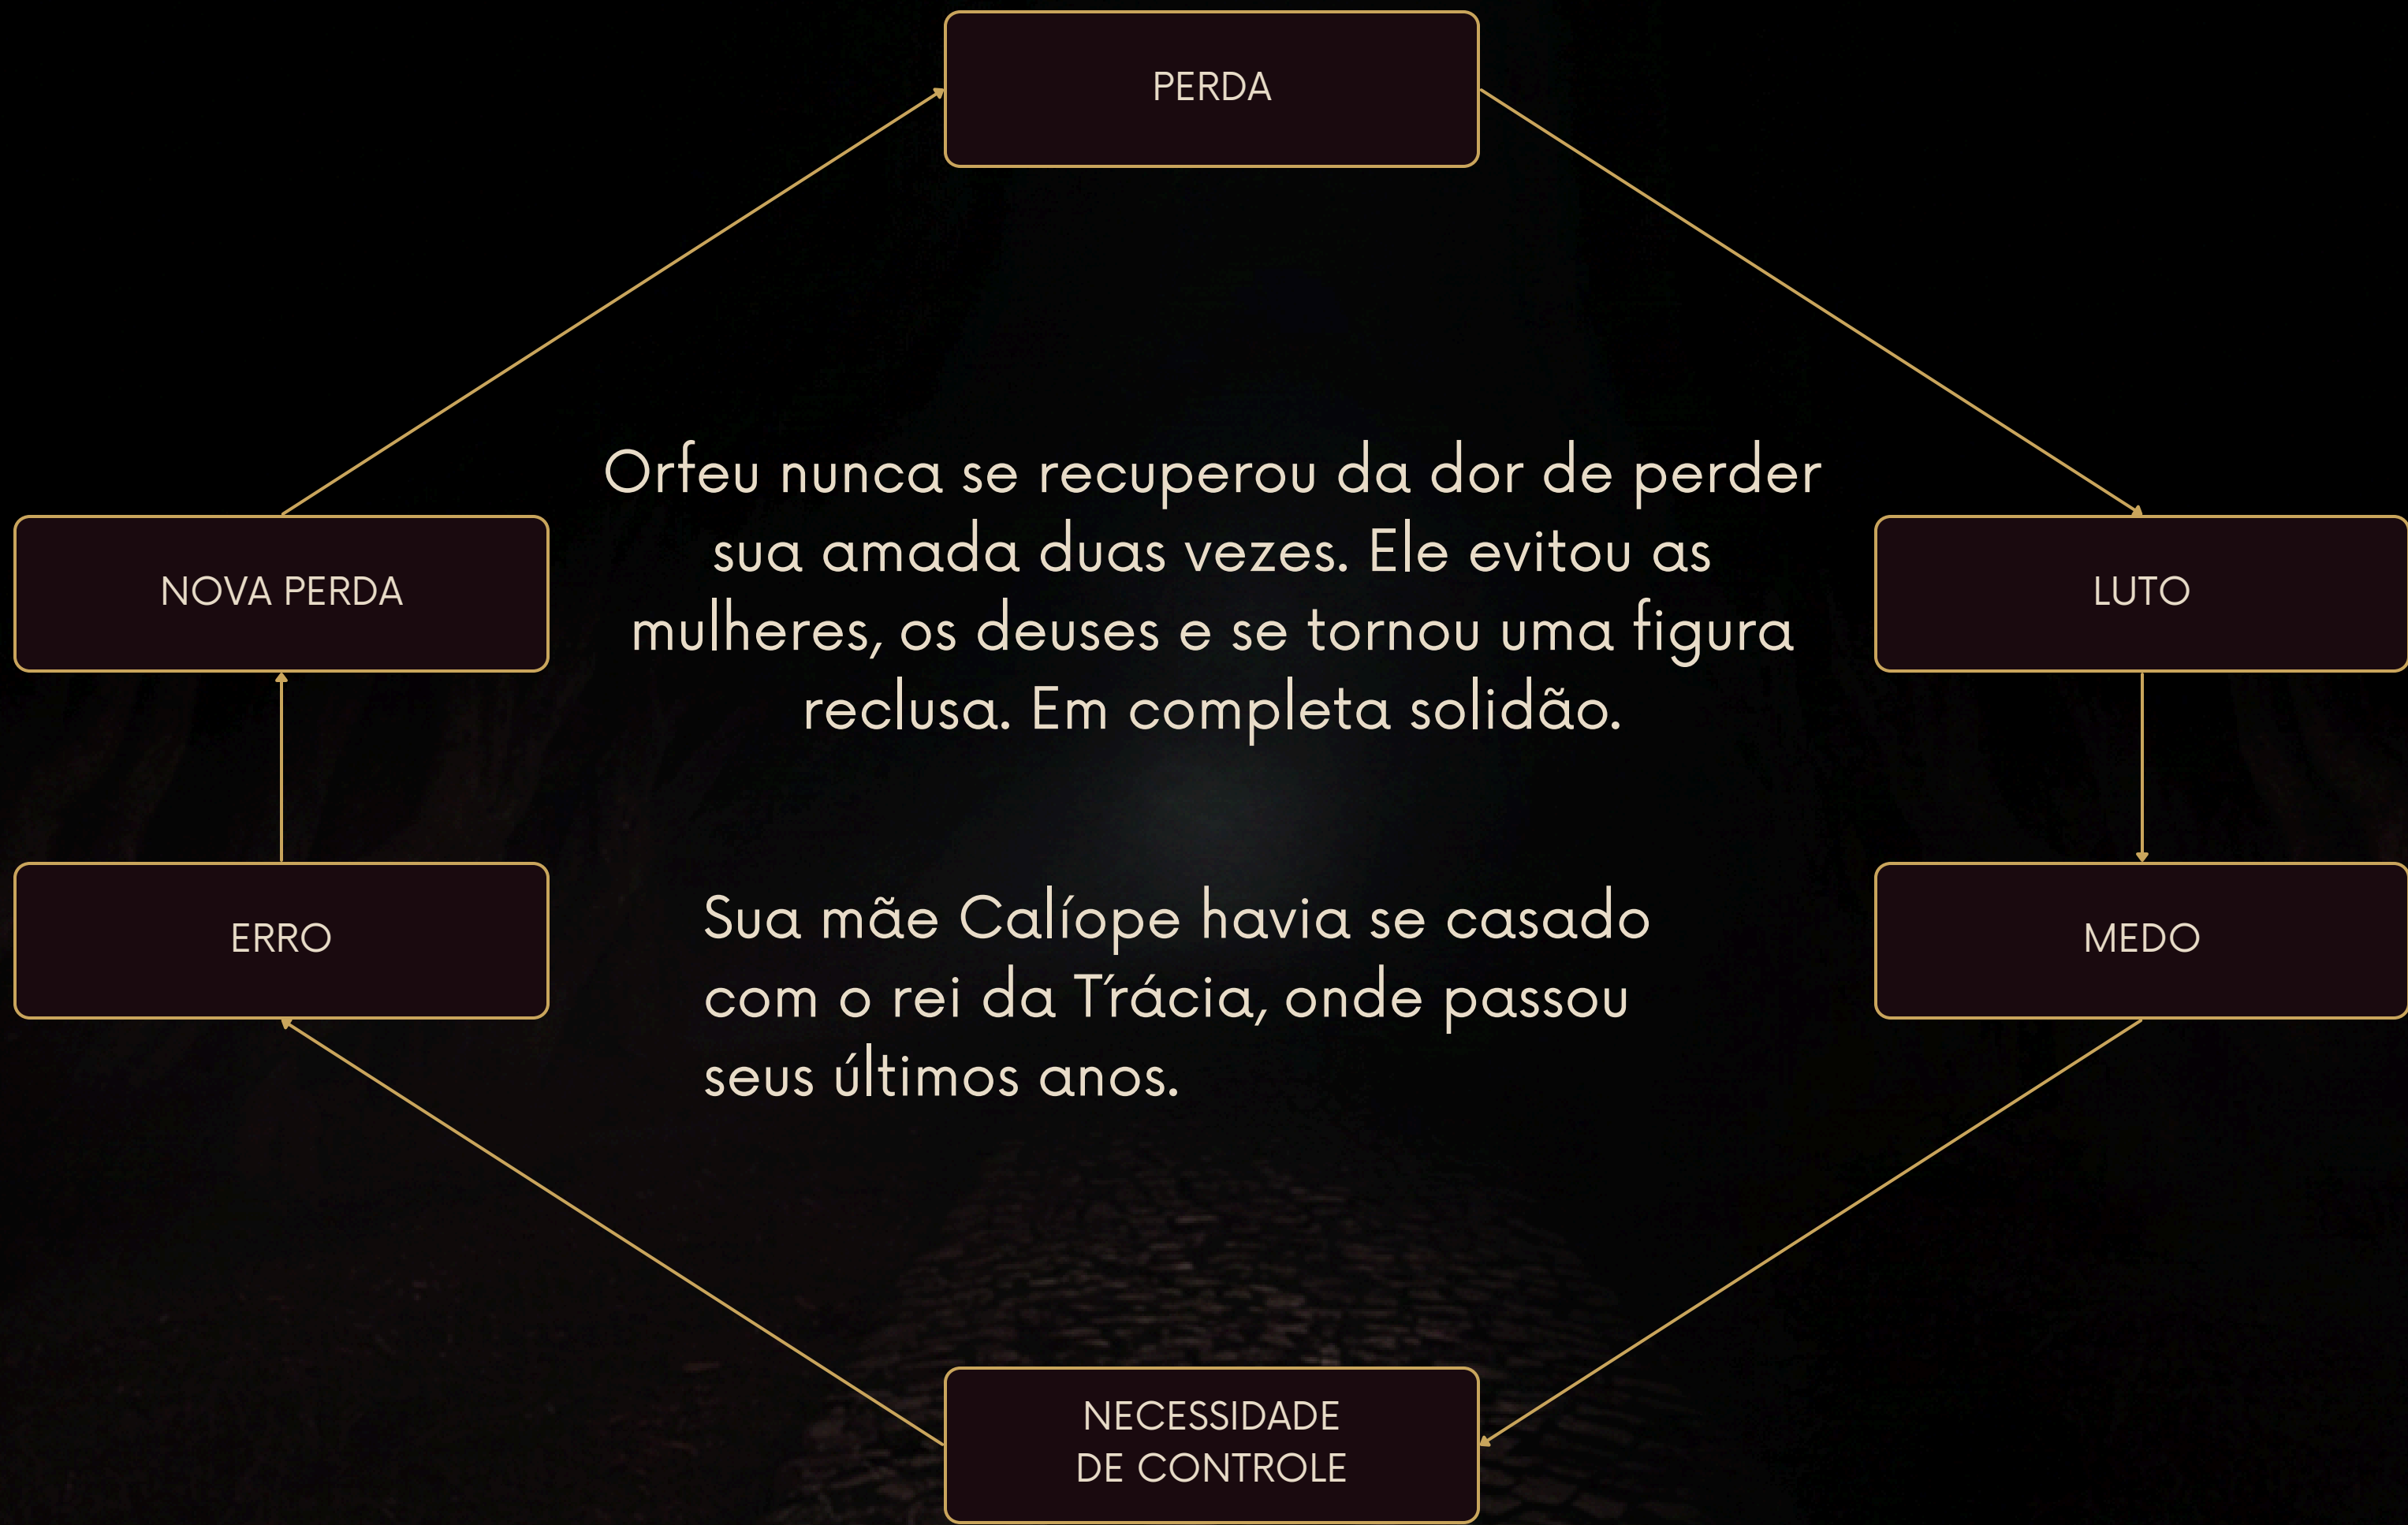 PERDA
Orfeu nunca se recuperou da dor de perder
sua amada duas vezes. Ele evitou as
mulheres, os deuses e se tornou uma figura
reclusa. Em completa solidão.
NOVA PERDA
LUTO
ERRO
MEDO
Sua mãe Calíope havia se casado
com o rei da T´rácia, onde passou
seus últimos anos.
NECESSIDADE
DE CONTROLE